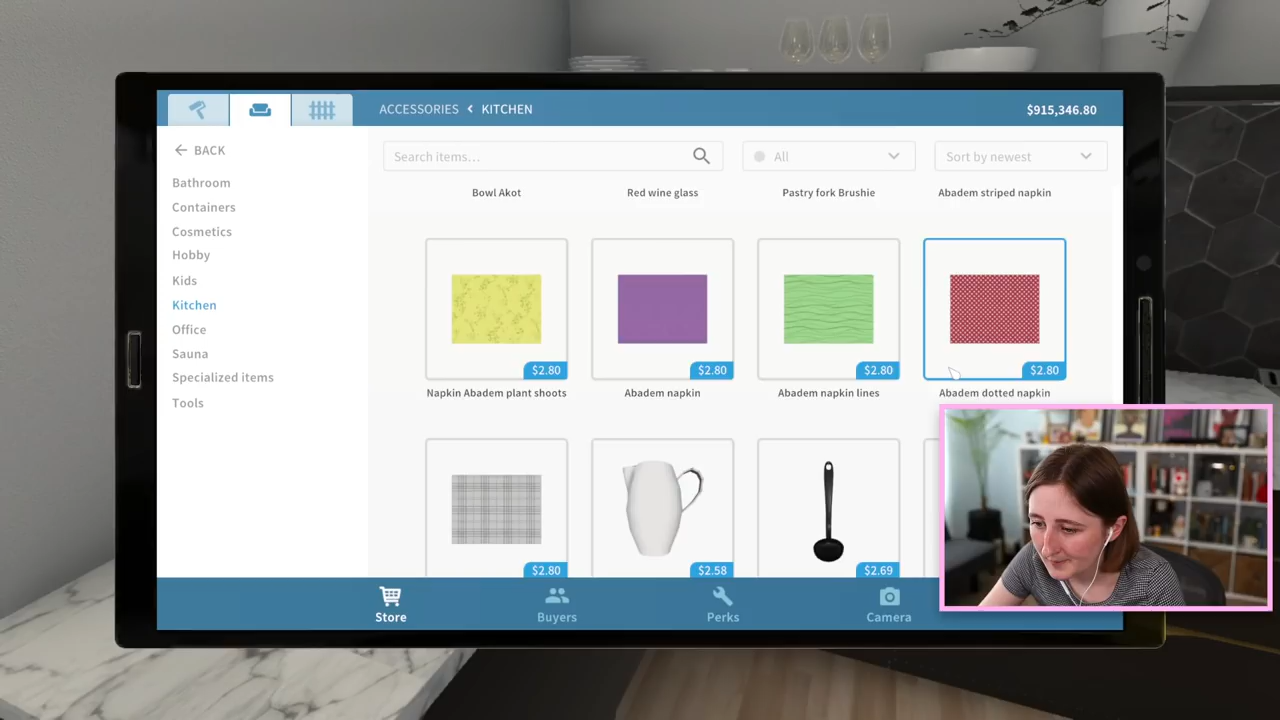 ACCESSORIES < KITCHEN
$915,346.80
BACK
Search items...
All
Sort by newest
Bathroom
Containers
Cosmetics
Hobby
Kids
Kitchen
Office
Sauna
Specialized items
Tools
Bowl Akot
Red wine glass
Pastry fork Brushie
Abadem striped napkin
$2.80
$2.80
$2.80
$2.80
Napkin Abadem plant shoots
Abadem napkin
Abadem napkin lines
Abadem dotted napkin
$2.80
$2.58
$2.69
Store
Buyers
Perks
Camera